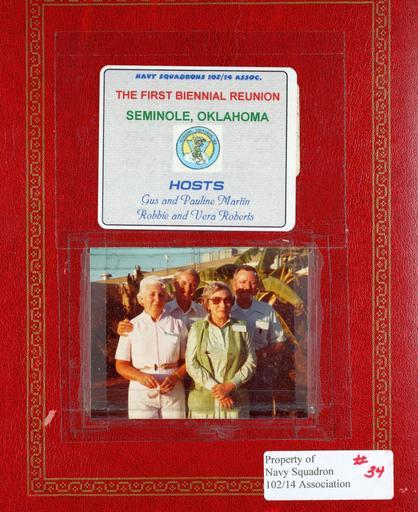 NAVY SQUADRONS 102/14 ASSOC.
THE FIRST BIENNIAL REUNION
SEMINOLE, OKLAHOMA
HOSTS
Gus and Pauline Martin
Robbie and Vera Roberts
Property of
Navy Squadron
102/14 Association
# 34